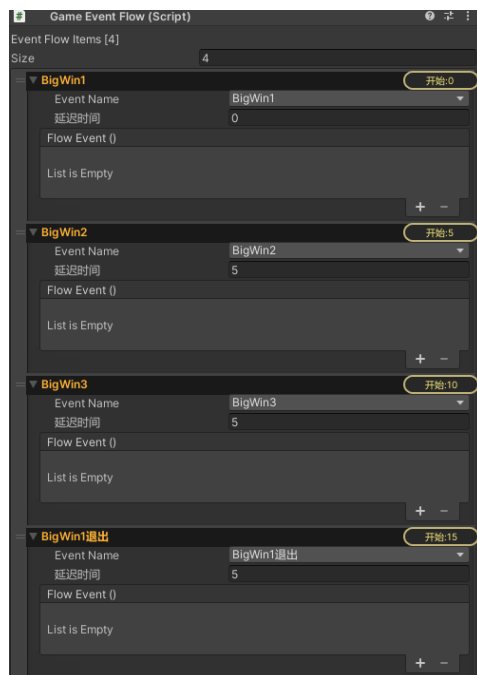 Game Event Flow (Script)
Event Flow Items [4]
Size 4
BigWin1 开始:0
Event Name BigWin1
延迟时间 0
Flow Event ()
List is Empty
+ −
BigWin2 开始:5
Event Name BigWin2
延迟时间 5
Flow Event ()
List is Empty
+ −
BigWin3 开始:10
Event Name BigWin3
延迟时间 5
Flow Event ()
List is Empty
+ −
BigWin1退出 开始:15
Event Name BigWin1退出
延迟时间 5
Flow Event ()
List is Empty
+ −